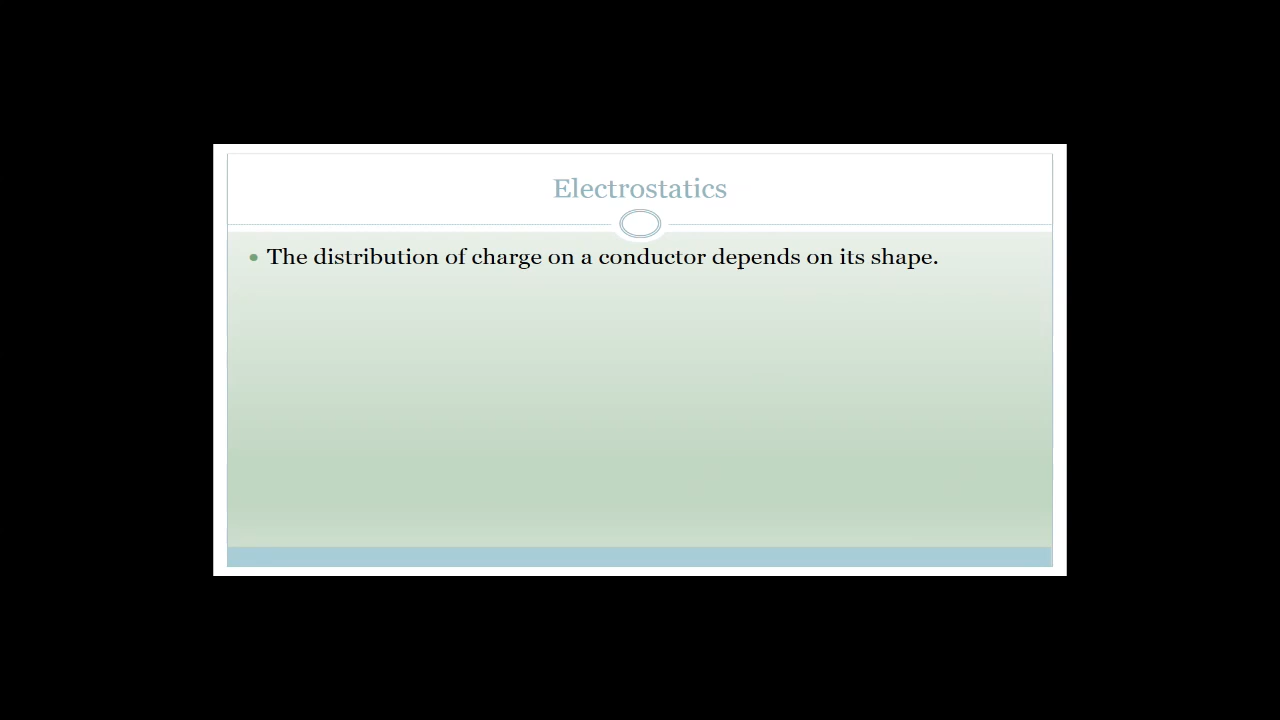 Electrostatics
The distribution of charge on a conductor depends on its shape.